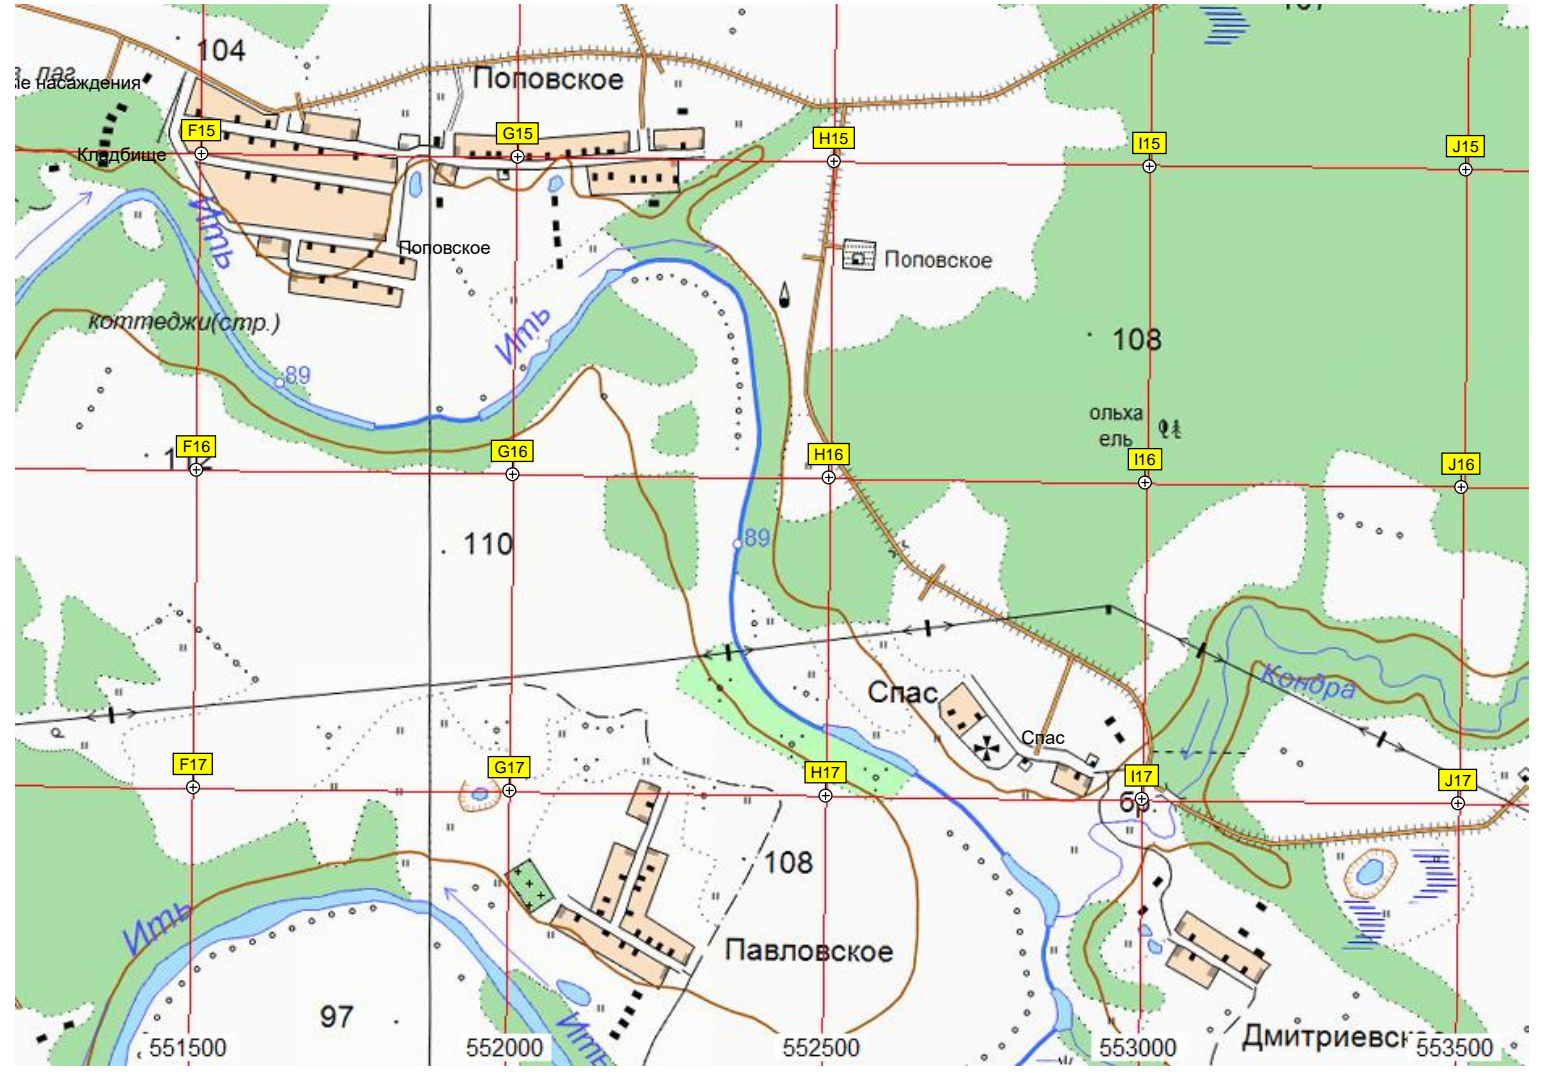 104
Поповское
ые насаждения
F15
G15
H15
I15
J15
Кладбище
Ить
Поповское
Поповское
коттеджи(стр.)
Ить
108
89
ольха
ель
F16
G16
H16
I16
J16
110
89
Спас
Кондра
Спас
F17
G17
H17
I17
J17
бр.
108
Ить
Павловское
97
Ить
Дмитриевск
551500
552000
552500
553000
553500